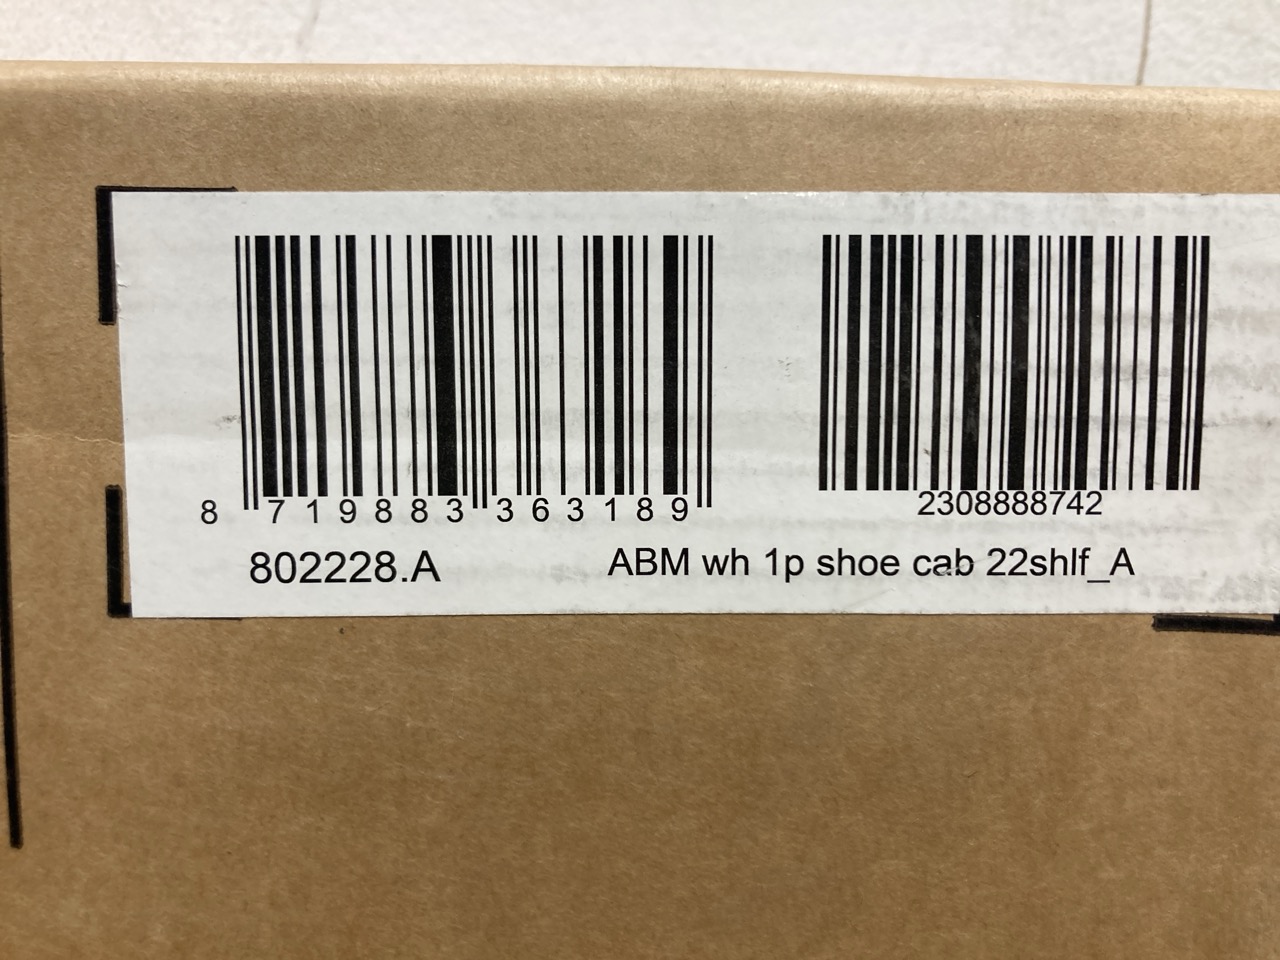 8 719883 363189
2308888742
802228.A
ABM wh 1p shoe cab 22shlf_A